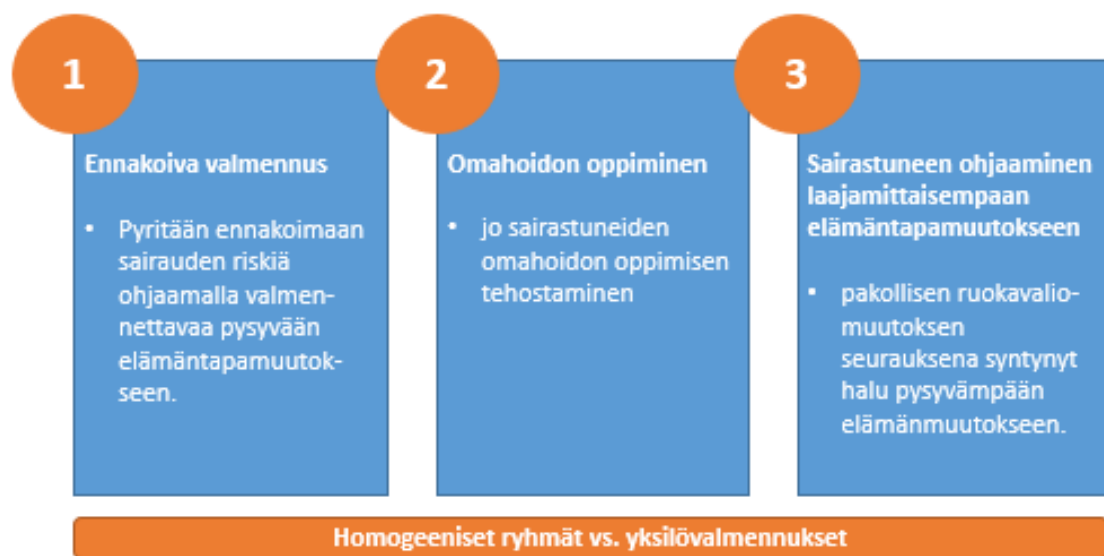 1
Ennakoiva valmennus
▪ Pyritään ennakoimaan
sairauden riskiä
ohjaamalla valmen-
nettavaa pysyvään
elämäntapamuutok-
seen.
2
Omahoidon oppiminen
▪ jo sairastuneiden
omahoidon oppimisen
tehostaminen
3
Sairastuneen ohjaaminen
laajamittaisempaan
elämäntapamuutokseen
▪ pakollisen ruokavalio-
muutoksen
seurauksena syntynyt
halu pysyvämpään
elämänmuutokseen.
Homogeeniset ryhmät vs. yksilövalmennukset